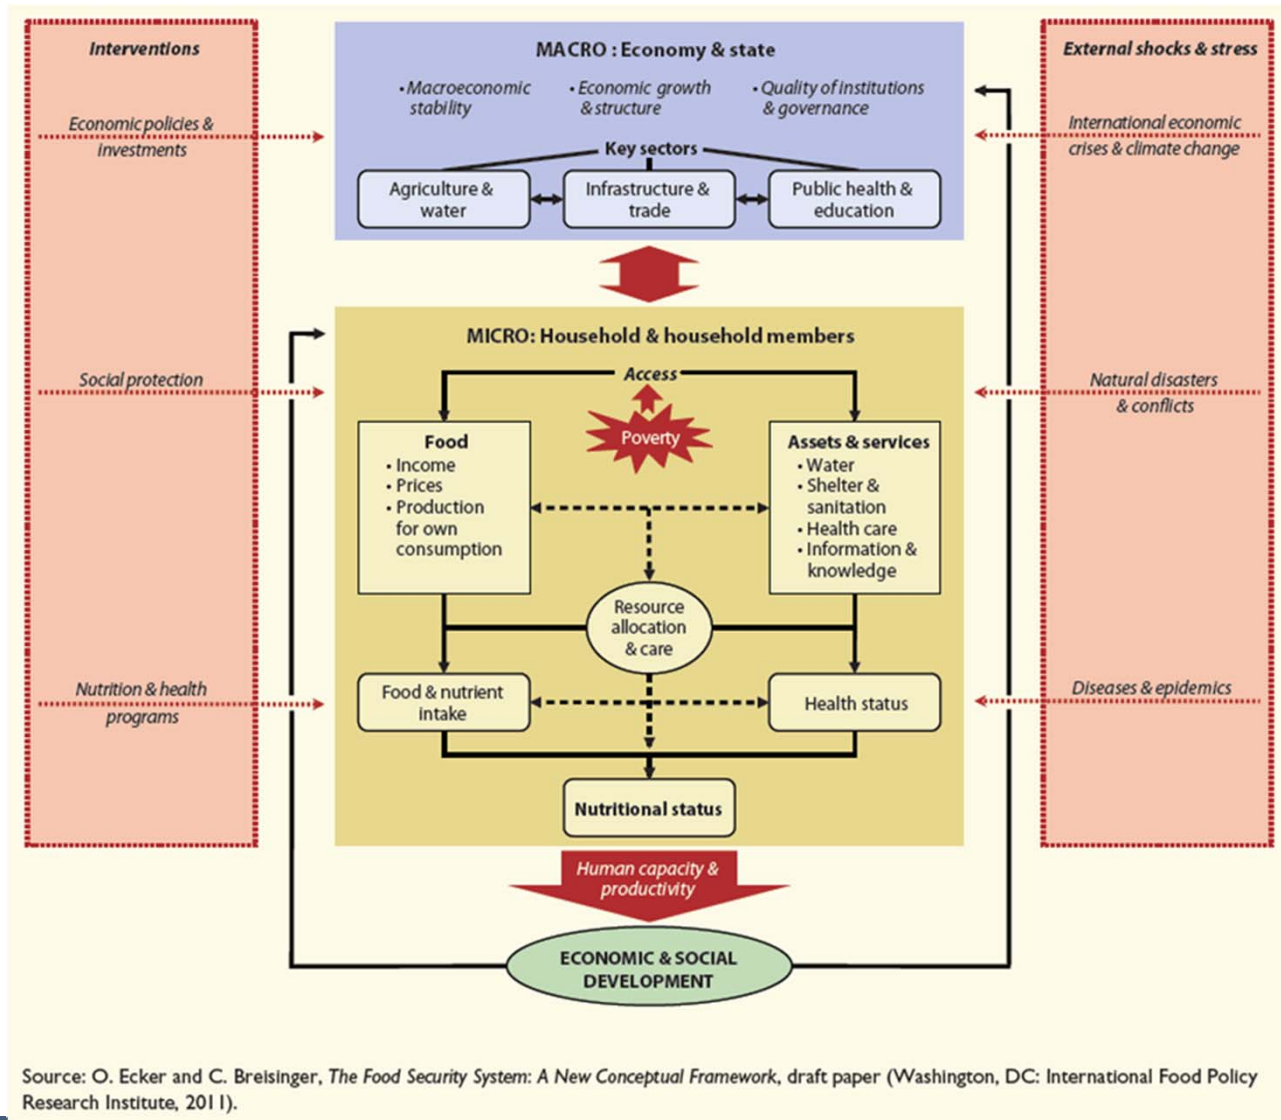 Interventions
Economic policies &
investments
Social protection
Nutrition & health
programs
MACRO : Economy & state
• Macroeconomic
stability
• Economic growth
& structure
• Quality of institutions
& governance
Key sectors
Agriculture &
water
Infrastructure &
trade
Public health &
education
MICRO: Household & household members
Access
Poverty
Food
• Income
• Prices
• Production
for own
consumption
Assets & services
• Water
• Shelter &
sanitation
• Health care
• Information &
knowledge
Resource
allocation
& care
Food & nutrient
intake
Health status
Nutritional status
Human capacity &
productivity
ECONOMIC & SOCIAL
DEVELOPMENT
External shocks & stress
International economic
crises & climate change
Natural disasters
& conflicts
Diseases & epidemics
Source: O. Ecker and C. Breisinger, The Food Security System: A New Conceptual Framework, draft paper (Washington, DC: International Food Policy
Research Institute, 2011).